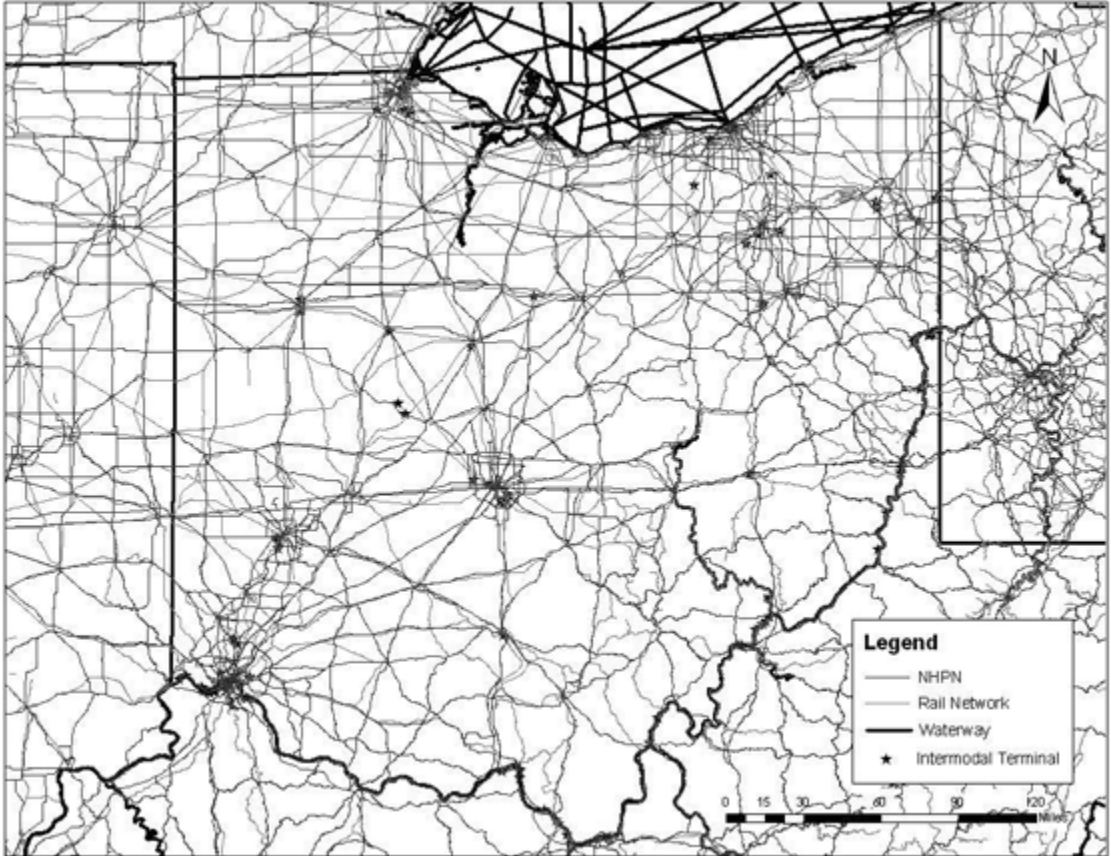 N
Legend
NHPN
Rail Network
Waterway
Intermodal Terminal
0 15 30 60 90 120
Miles